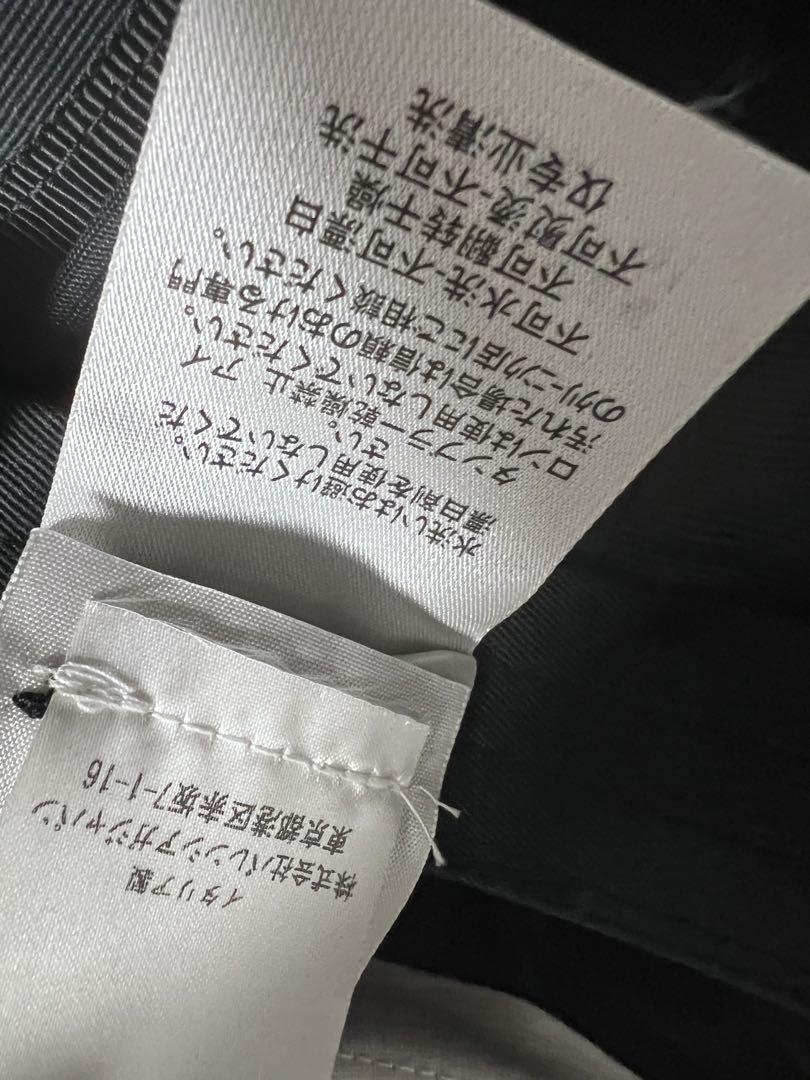 イタリア製
株式会社バレンシアガジャパン
東京都港区赤坂7-1-16
水洗いはお避けください。
漂白剤を使用しないでくだ
さい。
タンブラー乾燥禁止 アイ
ロンは使用しないでください。
汚れた場合は信頼のおける専門
のクリーニング店にご相談ください。
不可水洗-不可漂白
不可翻转干燥
不可熨烫-不可干洗
仅专业清洗